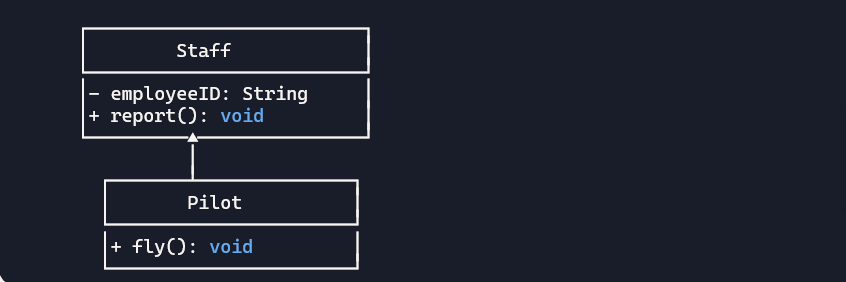 Staff
- employeeID: String
+ report(): void
Pilot
+ fly(): void